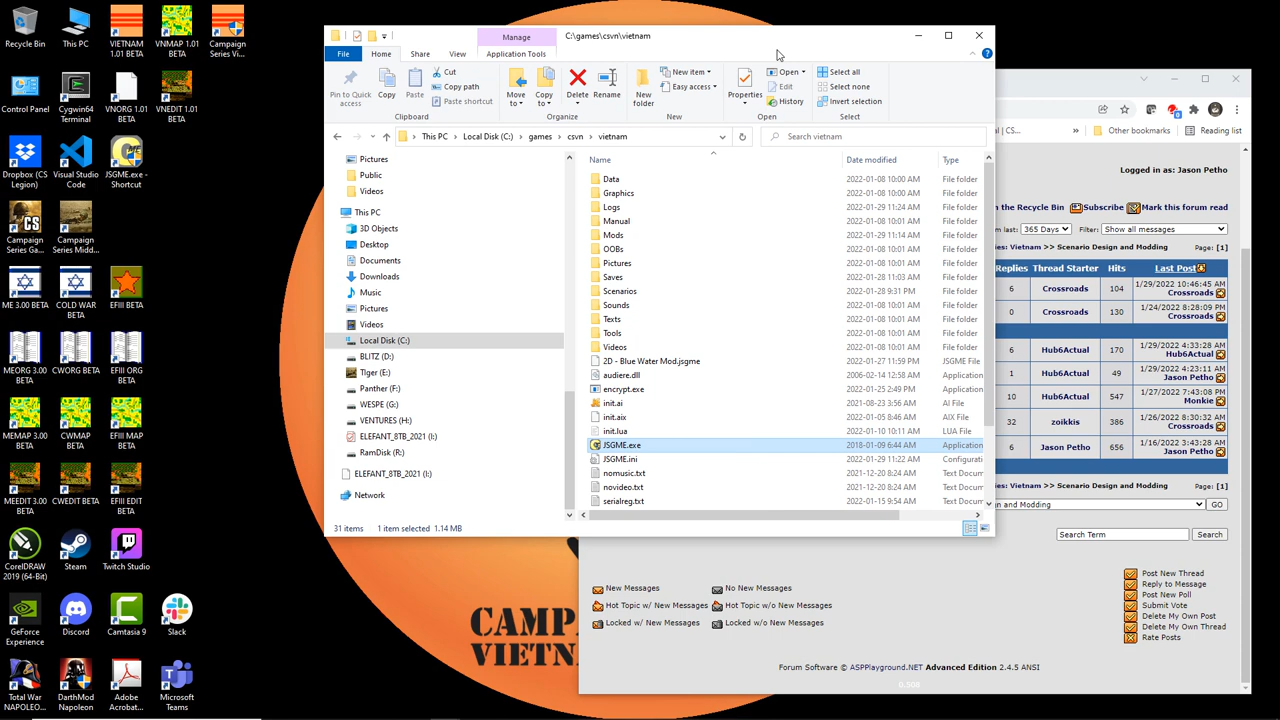 Recycle Bin
This PC
VIETNAM 1.01 BETA
VNMAP 1.01 BETA
Campaign Series Vi...
Control Panel
Cygwin64 Terminal
VNORG 1.01 BETA
VNEDIT 1.01 BETA
Dropbox (CS Legion)
Visual Studio Code
JSGME.exe - Shortcut
Campaign Series Ga...
Campaign Series Midd...
ME 3.00 BETA
COLD WAR BETA
EFIII BETA
MEORG 3.00 BETA
CWORG BETA
EFIII ORG BETA
MEMAP 3.00 BETA
CWMAP BETA
EFIII MAP BETA
MEEDIT 3.00 BETA
CWEDIT BETA
EFIII EDIT BETA
CorelDRAW 2019 (64-Bit)
Steam
Twitch Studio
GeForce Experience
Discord
Camtasia 9
Slack
Total War NAPOLEO...
DarthMod Napoleon
Adobe Acrobat...
Microsoft Teams
Manage
C:\games\csvn\vietnam
File
Home
Share
View
Application Tools
Pin to Quick access
Copy
Paste
Cut
Copy path
Paste shortcut
Clipboard
Move to
Copy to
Delete
Rename
Organize
New folder
New item
Easy access
New
Properties
Open
Edit
History
Open
Select all
Select none
Invert selection
Select
This PC > Local Disk (C:) > games > csvn > vietnam
Search vietnam
Pictures
Public
Videos
This PC
3D Objects
Desktop
Documents
Downloads
Music
Pictures
Videos
Local Disk (C:)
BLITZ (D:)
Tiger (E:)
Panther (F:)
WESPE (G:)
VENTURES (H:)
ELEFANT_8TB_2021 (I:)
RamDisk (R:)
ELEFANT_8TB_2021 (I:)
Network
Name Date modified Type
Data 2022-01-08 10:00 AM File folder
Graphics 2022-01-08 10:00 AM File folder
Logs 2022-01-29 11:24 AM File folder
Manual 2022-01-08 10:01 AM File folder
Mods 2022-01-29 11:14 AM File folder
OOBs 2022-01-08 10:01 AM File folder
Pictures 2022-01-08 10:01 AM File folder
Saves 2022-01-28 11:03 AM File folder
Scenarios 2022-01-28 9:31 PM File folder
Sounds 2022-01-08 10:01 AM File folder
Texts 2022-01-08 10:01 AM File folder
Tools 2022-01-08 10:01 AM File folder
Videos 2022-01-08 10:01 AM File folder
2D - Blue Water Mod.jsgme 2022-01-27 11:59 PM JSGME File
audiere.dll 2006-02-14 12:58 AM Application
encrypt.exe 2022-01-25 2:49 PM Application
init.ai 2021-08-23 3:56 AM AI File
init.aix 2022-01-05 8:46 AM AIX File
init.lua 2022-01-10 10:11 AM LUA File
JSGME.exe 2018-01-09 6:44 AM Application
JSGME.ini 2022-01-29 11:22 AM Configurati
nomusic.txt 2021-12-20 8:24 AM Text Docum
novideo.txt 2021-12-20 8:24 AM Text Docum
serialreg.txt 2022-01-15 9:54 AM Text Docum
31 items 1 item selected 1.14 MB
CAMP
VIETN
| CS...
Other bookmarks
Reading list
Logged in as: Jason Petho
n the Recycle Bin Subscribe Mark this forum read
m last: 365 Days Filter: Show all messages
es: Vietnam >> Scenario Design and Modding Page: [1]
Replies Thread Starter Hits Last Post
6 Crossroads 104 1/29/2022 10:46:45 AM Crossroads
0 Crossroads 130 1/24/2022 8:28:09 PM Crossroads
6 Hub6Actual 170 1/29/2022 4:33:28 AM Hub6Actual
1 Hub6Actual 49 1/29/2022 4:23:11 AM Jason Petho
10 Hub6Actual 547 1/27/2022 7:43:08 PM Monkie
32 zoikkis 386 1/26/2022 8:30:32 AM Crossroads
6 Jason Petho 656 1/16/2022 3:43:28 AM Jason Petho
es: Vietnam >> Scenario Design and Modding Page: [1]
n and Modding GO
Search Term Search
New Messages No New Messages
Hot Topic w/ New Messages Hot Topic w/o New Messages
Locked w/ New Messages Locked w/o New Messages
Post New Thread
Reply to Message
Post New Poll
Submit Vote
Delete My Own Post
Delete My Own Thread
Rate Posts
Forum Software © ASPPlayground.NET Advanced Edition 2.4.5 ANSI